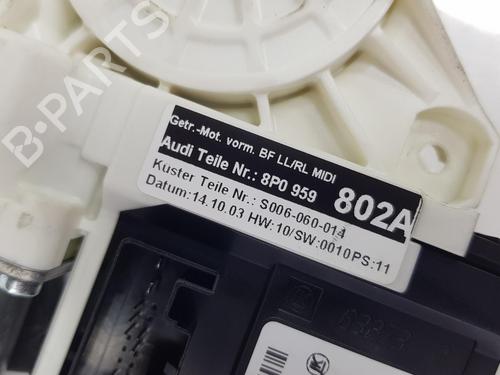 B-PARTS
Getr.-Mot. vorm. BF LL/RL MIDI
Audi Teile Nr.: 8P0 959 802A
Küster Teile Nr.: S006-060-014
Datum:14.10.03 HW:10/SW:0010PS:11